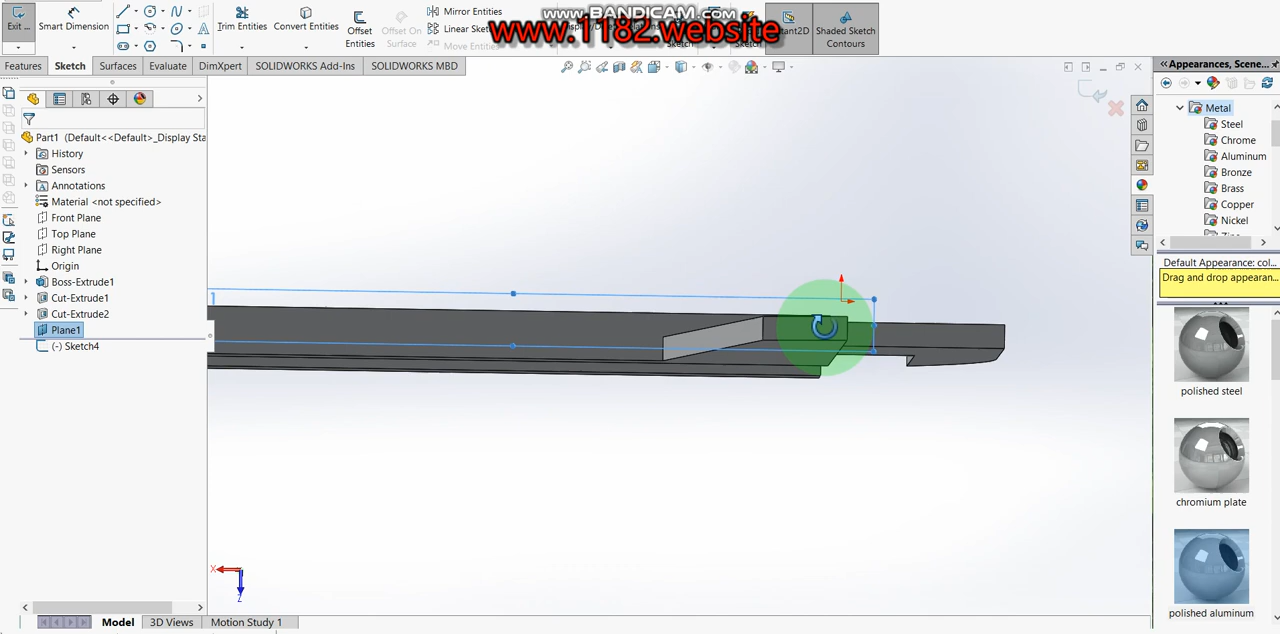 www.BANDICAM.com
www.1182.website
Exit ...
Smart Dimension
Trim Entities
Convert Entities
Offset Entities
Offset On Surface
Mirror Entities
Linear Sketch
Move Entities
Instant2D
Shaded Sketch Contours
Features
Sketch
Surfaces
Evaluate
DimXpert
SOLIDWORKS Add-Ins
SOLIDWORKS MBD
Part1 (Default<<Default>_Display Sta
History
Sensors
Annotations
Material <not specified>
Front Plane
Top Plane
Right Plane
Origin
Boss-Extrude1
Cut-Extrude1
Cut-Extrude2
Plane1
(-) Sketch4
X
Z
Model
3D Views
Motion Study 1
Appearances, Scene...
Metal
Steel
Chrome
Aluminum
Bronze
Brass
Copper
Nickel
Default Appearance: col...
Drag and drop appearan...
polished steel
chromium plate
polished aluminum